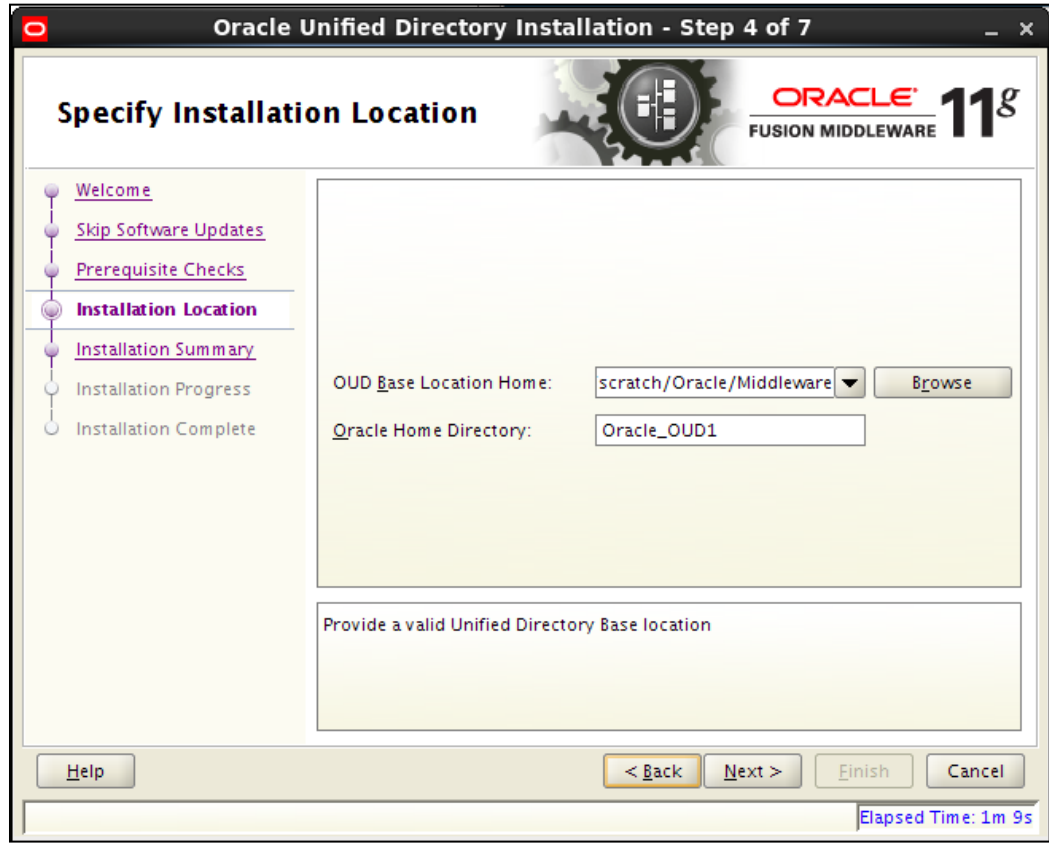 Oracle Unified Directory Installation - Step 4 of 7
Specify Installation Location
ORACLE
FUSION MIDDLEWARE 11g
Welcome
Skip Software Updates
Prerequisite Checks
Installation Location
Installation Summary
Installation Progress
Installation Complete
OUD Base Location Home: scratch/Oracle/Middleware Browse
Oracle Home Directory: Oracle_OUD1
Provide a valid Unified Directory Base location
Help < Back Next > Finish Cancel
Elapsed Time: 1m 9s